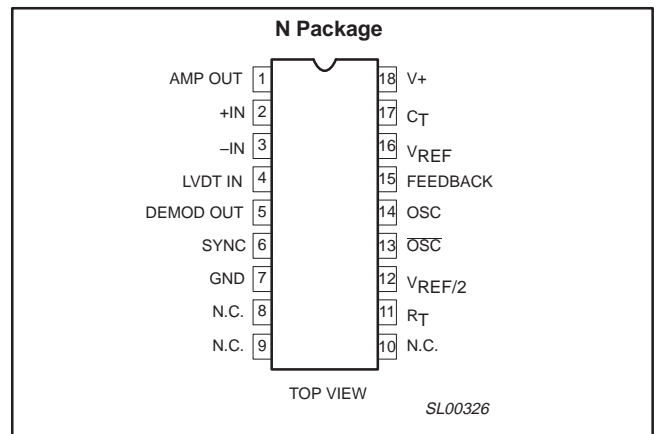 N Package
AMP OUT 1 18 V+
+IN 2 17 CT
–IN 3 16 VREF
LVDT IN 4 15 FEEDBACK
DEMOD OUT 5 14 OSC
SYNC 6 13 O̅S̅C̅
GND 7 12 VREF/2
N.C. 8 11 RT
N.C. 9 10 N.C.
TOP VIEW
SL00326